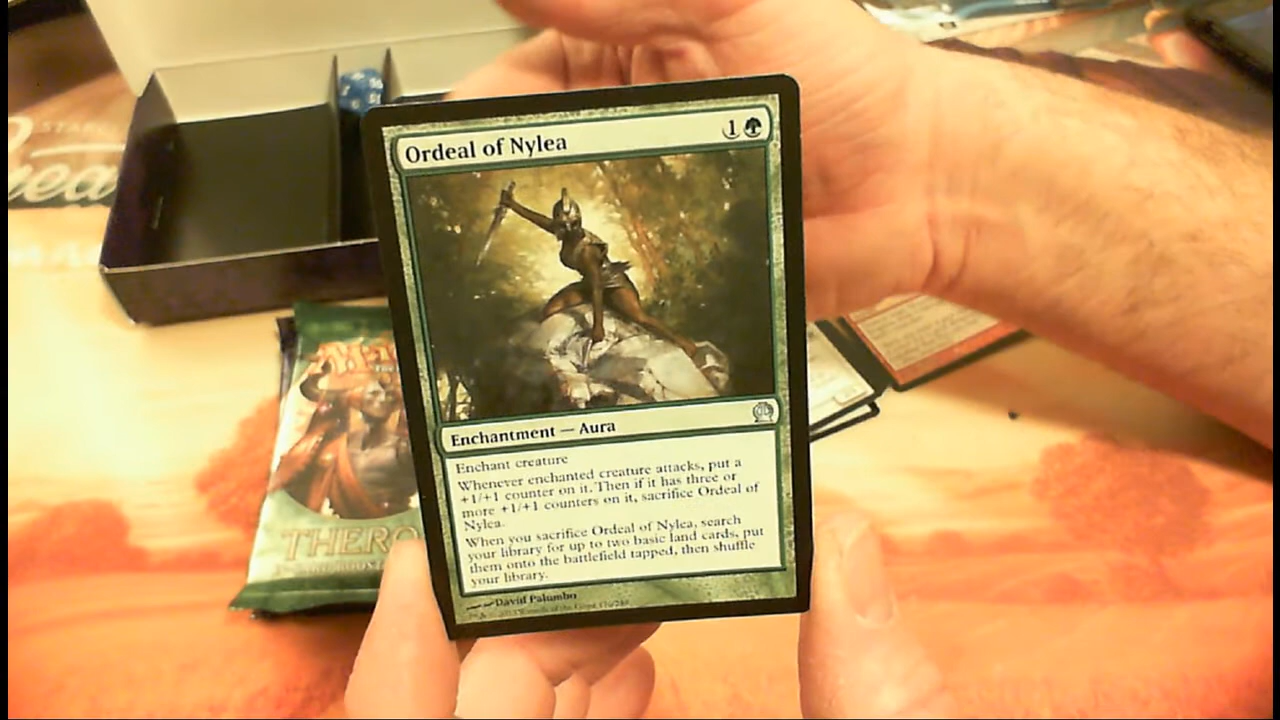 Ordeal of Nylea 1
Enchantment — Aura
Enchant creature
Whenever enchanted creature attacks, put a
+1/+1 counter on it. Then if it has three or
more +1/+1 counters on it, sacrifice Ordeal of
Nylea.
When you sacrifice Ordeal of Nylea, search
your library for up to two basic land cards, put
them onto the battlefield tapped, then shuffle
your library.
David Palumbo
THERO